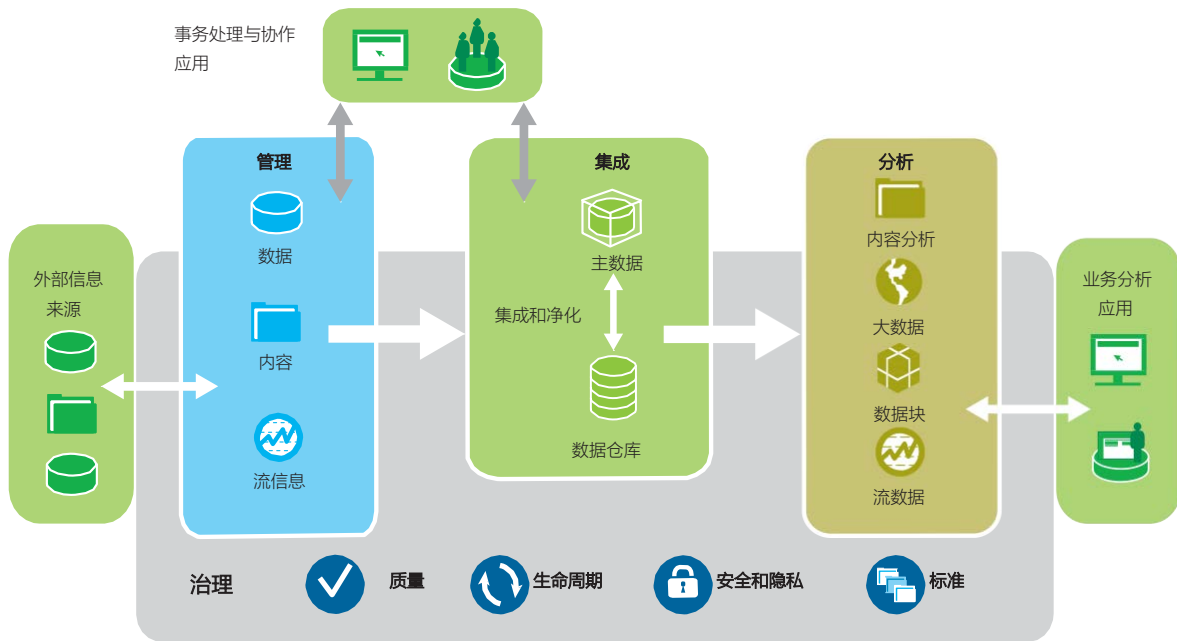 事务处理与协作
应用
管理
数据
内容
流信息
集成
主数据
集成和净化
数据仓库
分析
内容分析
大数据
数据块
流数据
外部信息
来源
业务分析
应用
治理
质量
生命周期
安全和隐私
标准